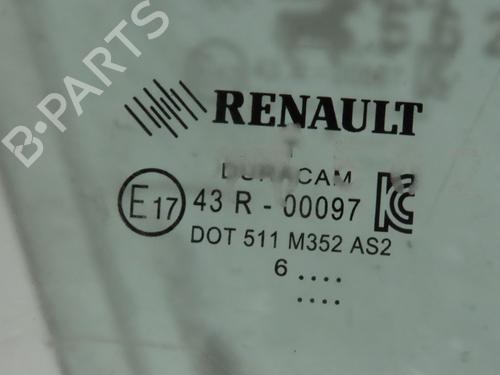 B-PARTS
RENAULT
T
DURACAM
E17 43 R - 00097
DOT 511 M352 AS2
6 ....
....